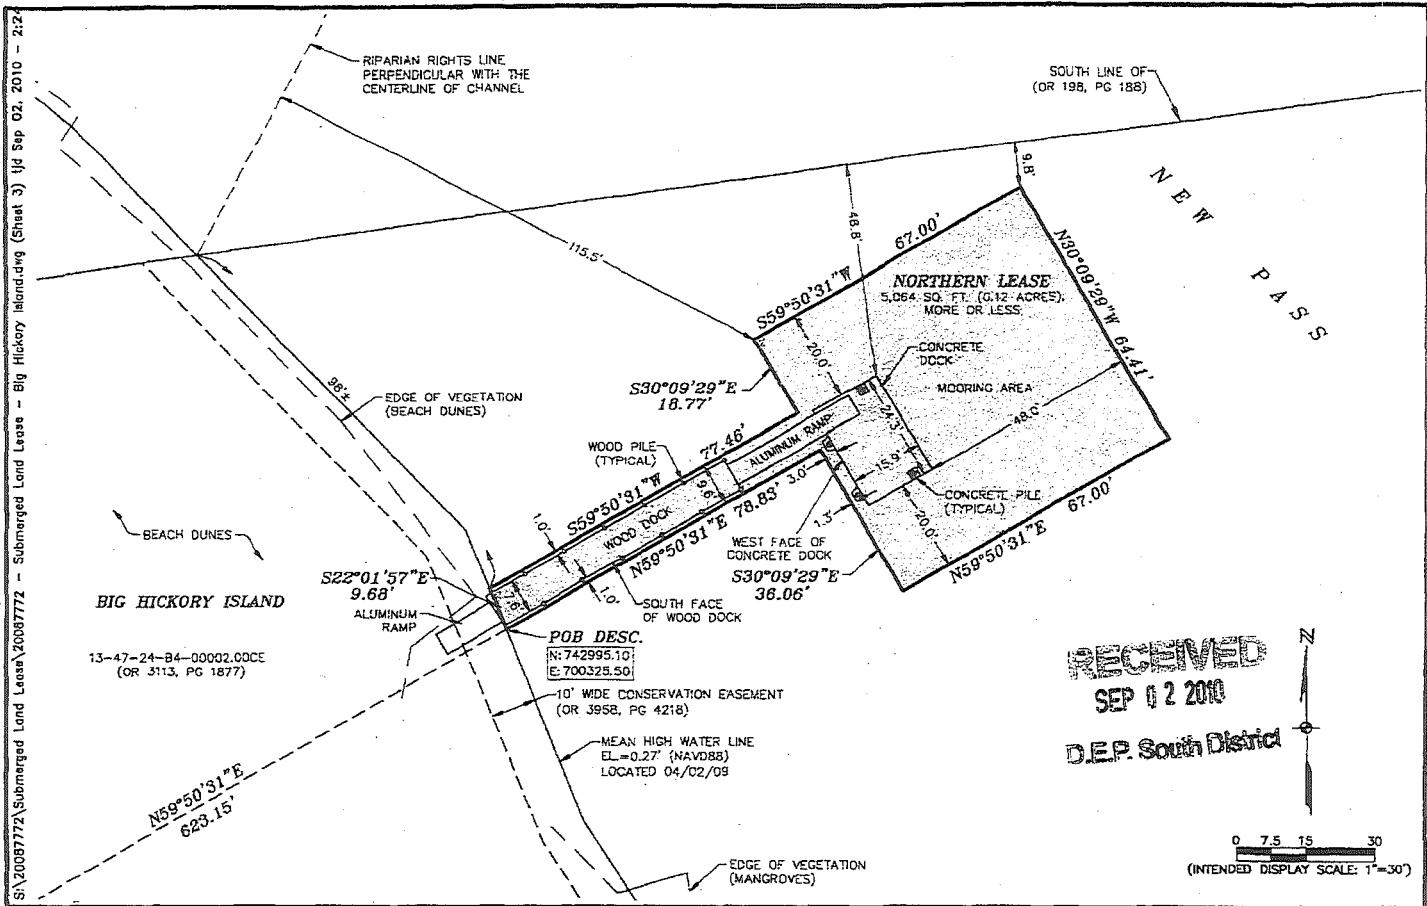 S:\20087772\Submerged Land Lease\20087772 - Submerged Land Lease - Big Hickory Island.dwg (Sheet 3) tjd Sep 02, 2010 - 2:24
RIPARIAN RIGHTS LINE
PERPENDICULAR WITH THE
CENTERLINE OF CHANNEL
SOUTH LINE OF
(OR 198, PG 188)
NEW PASS
9.8'
48.8'
115.5'
67.00'
S59°50'31"W
NORTHERN LEASE
5,064 SQ. FT. (0.12 ACRES),
MORE OR LESS
N30°09'29"W 64.41'
CONCRETE
DOCK
20.0'
MOORING AREA
S30°09'29"E
18.77'
98'±
EDGE OF VEGETATION
(BEACH DUNES)
ALUMINUM RAMP
24.3'
48.0'
WOOD PILE
(TYPICAL)
S59°50'31"W 77.46'
9.6'
3.0'
15.9'
CONCRETE PILE
(TYPICAL)
67.00'
N59°50'31"E
1.0'
WOOD DOCK
N59°50'31"E 78.83'
1.3'
20.0'
WEST FACE OF
CONCRETE DOCK
BEACH DUNES
S30°09'29"E
36.06'
S22°01'57"E
9.68'
7.6'
1.0'
BIG HICKORY ISLAND
ALUMINUM
RAMP
SOUTH FACE
OF WOOD DOCK
13-47-24-B4-00002.00CE
(OR 3113, PG 1877)
POB DESC.
N: 742995.10
E: 700325.50
RECEIVED
SEP 02 2010
D.E.P. South District
N
10' WIDE CONSERVATION EASEMENT
(OR 3958, PG 4218)
MEAN HIGH WATER LINE
EL.=0.27' (NAVD88)
LOCATED 04/02/09
N59°50'31"E
623.15'
EDGE OF VEGETATION
(MANGROVES)
0 7.5 15 30
(INTENDED DISPLAY SCALE: 1"=30')